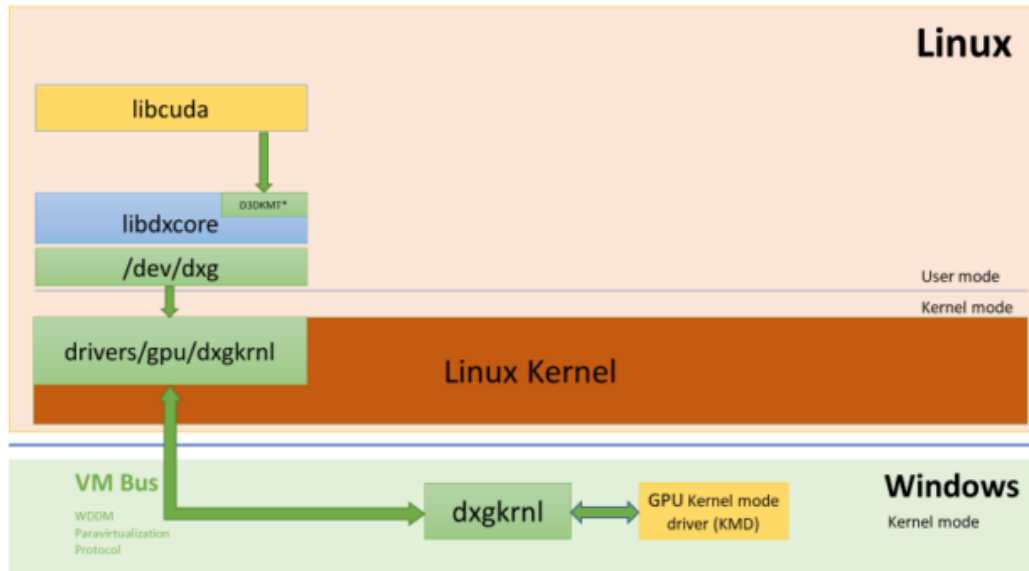 Linux
libcuda
D3DKMT*
libdxcore
/dev/dxg
User mode
Kernel mode
drivers/gpu/dxgkrnl
Linux Kernel
VM Bus
WDDM
Paravirtualization
Protocol
dxgkrnl
GPU Kernel mode
driver (KMD)
Windows
Kernel mode